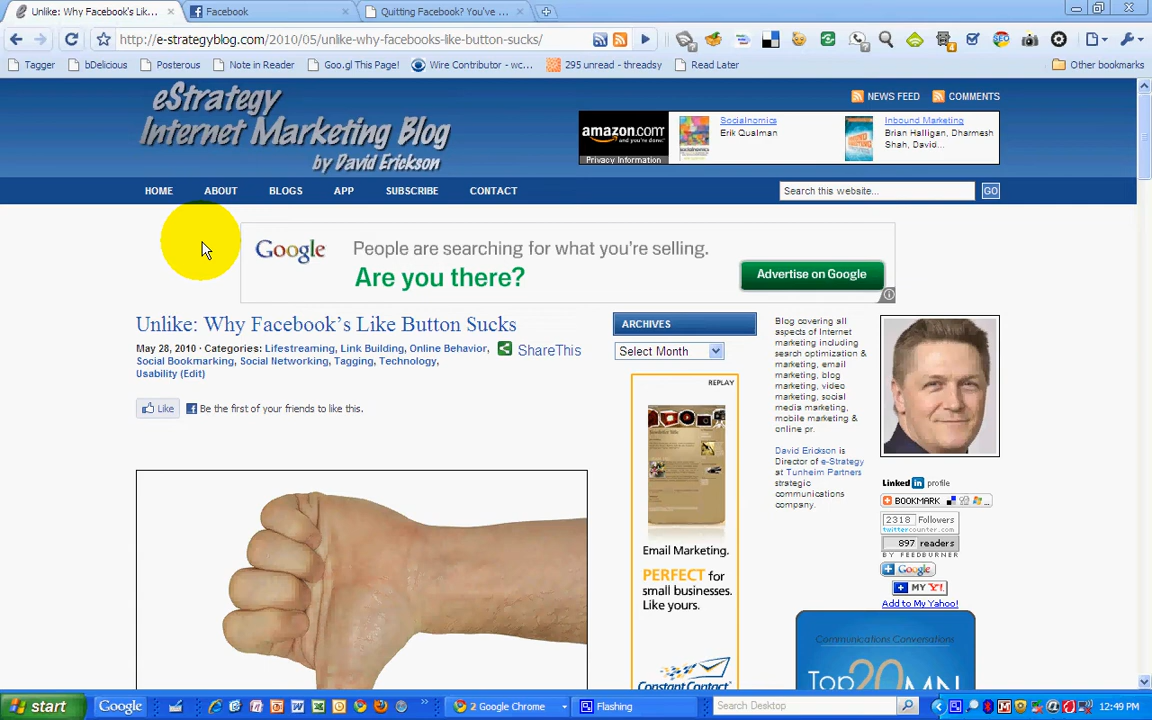 Unlike: Why Facebook's Lik...
Facebook
Quitting Facebook? You've ...
http://e-strategyblog.com/2010/05/unlike-why-facebooks-like-button-sucks/
Tagger
bDelicious
Posterous
Note in Reader
Goo.gl This Page!
Wire Contributor - wc...
295 unread - threadsy
Read Later
Other bookmarks
eStrategy
Internet Marketing Blog
by David Erickson
NEWS FEED
COMMENTS
amazon.com
and you're done.
Privacy Information
Socialnomics
Erik Qualman
Inbound Marketing
Brian Halligan, Dharmesh
Shah, David...
HOME
ABOUT
BLOGS
APP
SUBSCRIBE
CONTACT
Search this website...
GO
Google
People are searching for what you're selling.
Are you there?
Advertise on Google
Unlike: Why Facebook's Like Button Sucks
May 28, 2010 · Categories: Lifestreaming, Link Building, Online Behavior,
Social Bookmarking, Social Networking, Tagging, Technology,
Usability (Edit)
ShareThis
Like
Be the first of your friends to like this.
ARCHIVES
Select Month
REPLAY
Email Marketing.
PERFECT for
small businesses.
Like yours.
Constant Contact
Blog covering all
aspects of Internet
marketing including
search optimization &
marketing, email
marketing, blog
marketing, video
marketing, social
media marketing,
mobile marketing &
online pr.
David Erickson is
Director of e-Strategy
at Tunheim Partners
strategic
communications
company.
Linked in profile
BOOKMARK
2318 Followers
twittercounter.com
897 readers
BY FEEDBURNER
Google
MY Y!
Add to My Yahoo!
Communications Conversations
Top20MN
start
Google
2 Google Chrome
Flashing
Search Desktop
12:49 PM